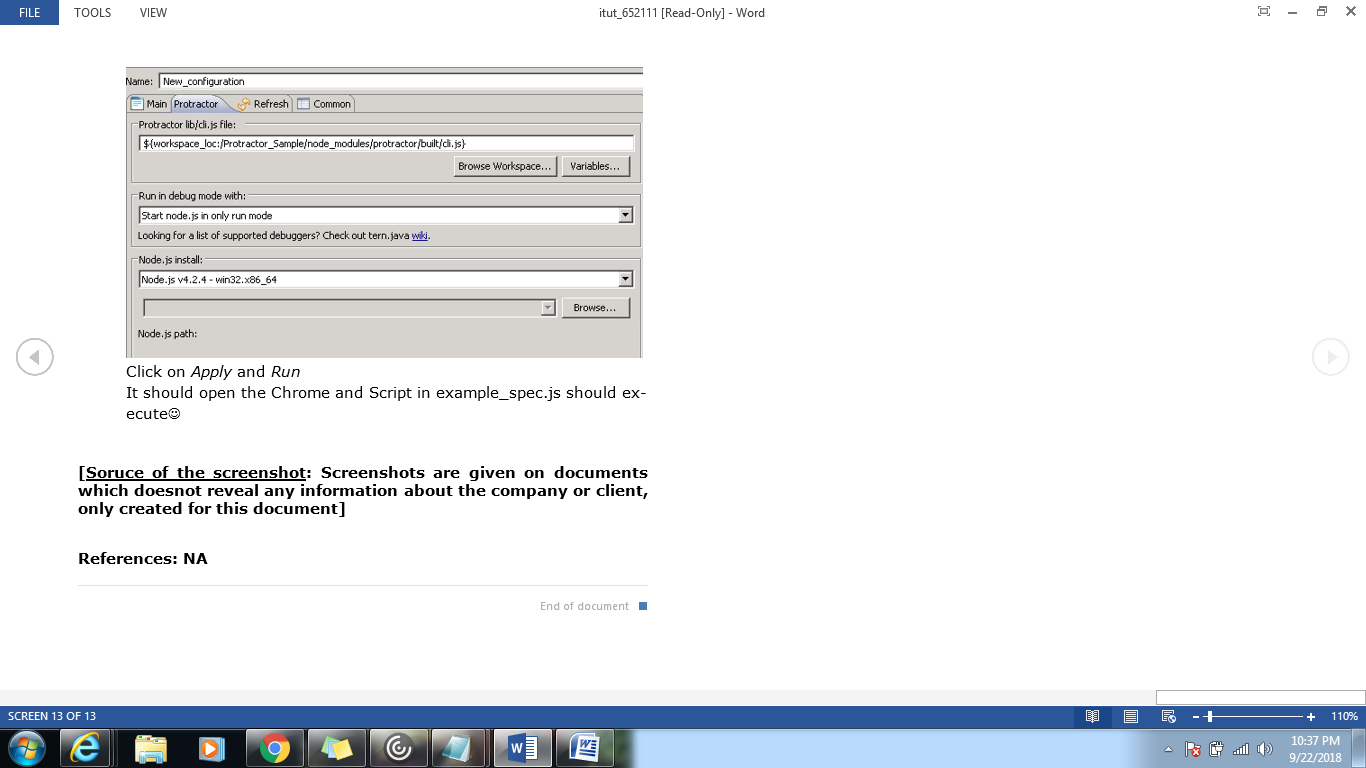 FILE TOOLS VIEW
itut_652111 [Read-Only] - Word
Name: New_configuration
Main Protractor Refresh Common
Protractor lib/cli.js file:
${workspace_loc:/Protractor_Sample/node_modules/protractor/built/cli.js}
Browse Workspace... Variables...
Run in debug mode with:
Start node.js in only run mode
Looking for a list of supported debuggers? Check out tern.java wiki.
Node.js install:
Node.js v4.2.4 - win32.x86_64
Browse...
Node.js path:
Click on Apply and Run
It should open the Chrome and Script in example_spec.js should ex-
ecute☺
[Soruce of the screenshot: Screenshots are given on documents
which doesnot reveal any information about the company or client,
only created for this document]
References: NA
End of document
SCREEN 13 OF 13
110%
10:37 PM
9/22/2018